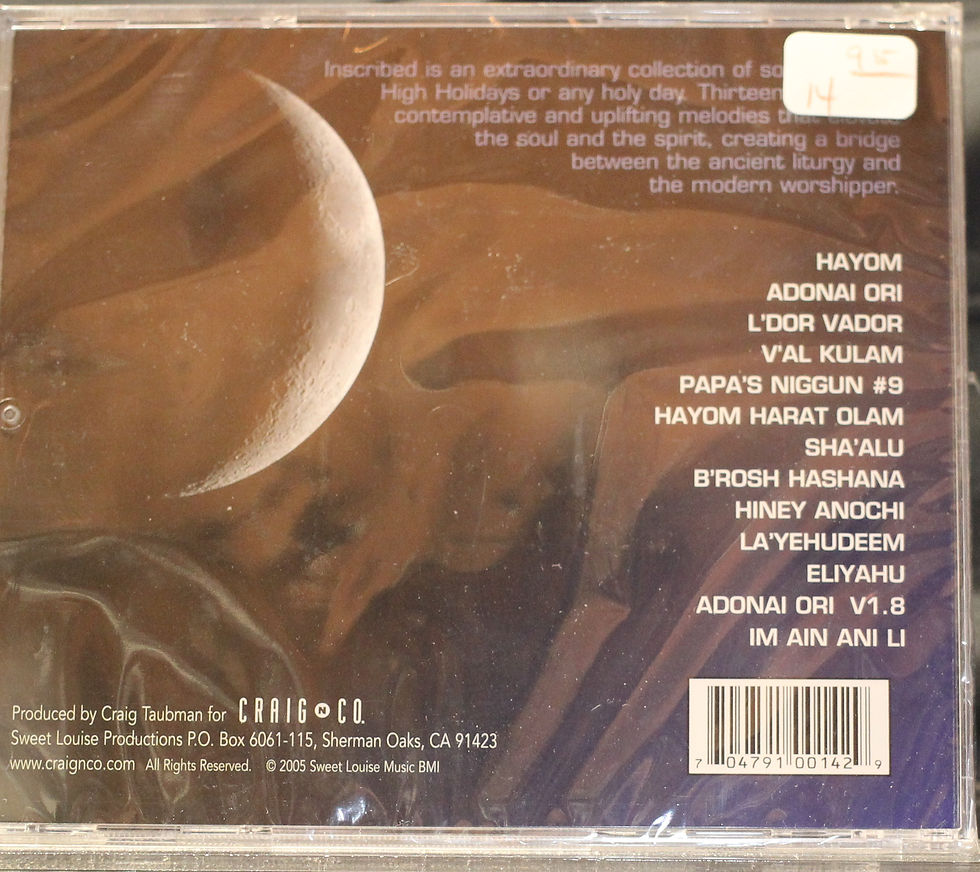 Inscribed is an extraordinary collection of
High Holidays or any holy day. Thirteen
contemplative and uplifting melodies that
the soul and the spirit, creating a bridge
between the ancient liturgy and
the modern worshipper.
14
HAYOM
ADONAI ORI
L'DOR VADOR
V'AL KULAM
PAPA'S NIGGUN #9
HAYOM HARAT OLAM
SHA'ALU
B'ROSH HASHANA
HINEY ANOCHI
LA'YEHUDEEM
ELIYAHU
ADONAI ORI V1.8
IM AIN ANI LI
Produced by Craig Taubman for CRAIG N CO.
Sweet Louise Productions P.O. Box 6061-115, Sherman Oaks, CA 91423
www.craignco.com All Rights Reserved. © 2005 Sweet Louise Music BMI
7 04791 00142 9